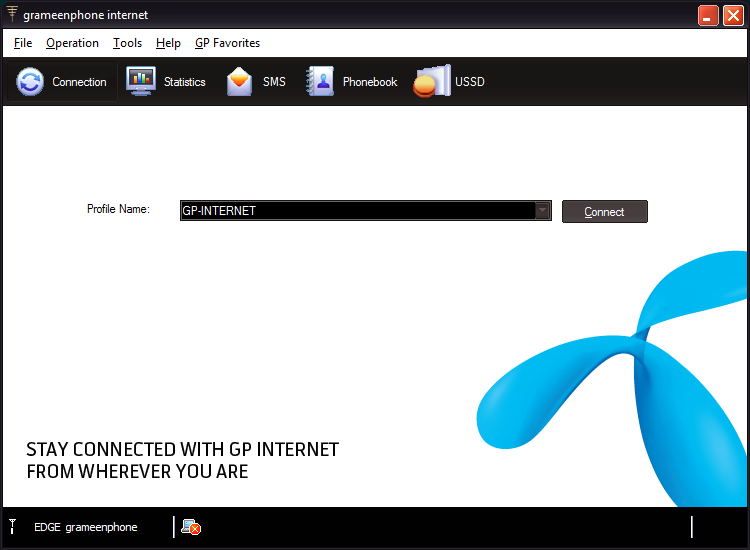 grameenphone internet
File Operation Tools Help GP Favorites
Connection Statistics SMS Phonebook USSD
Profile Name: GP-INTERNET Connect
STAY CONNECTED WITH GP INTERNET
FROM WHEREVER YOU ARE
EDGE grameenphone